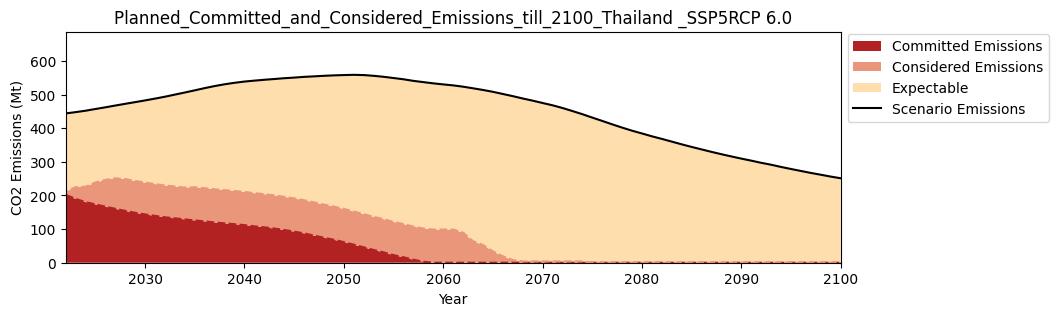 Planned_Committed_and_Considered_Emissions_till_2100_Thailand _SSP5RCP 6.0
CO2 Emissions (Mt)
600
500
400
300
200
100
0
2030 2040 2050 2060 2070 2080 2090 2100
Year
Committed Emissions
Considered Emissions
Expectable
Scenario Emissions